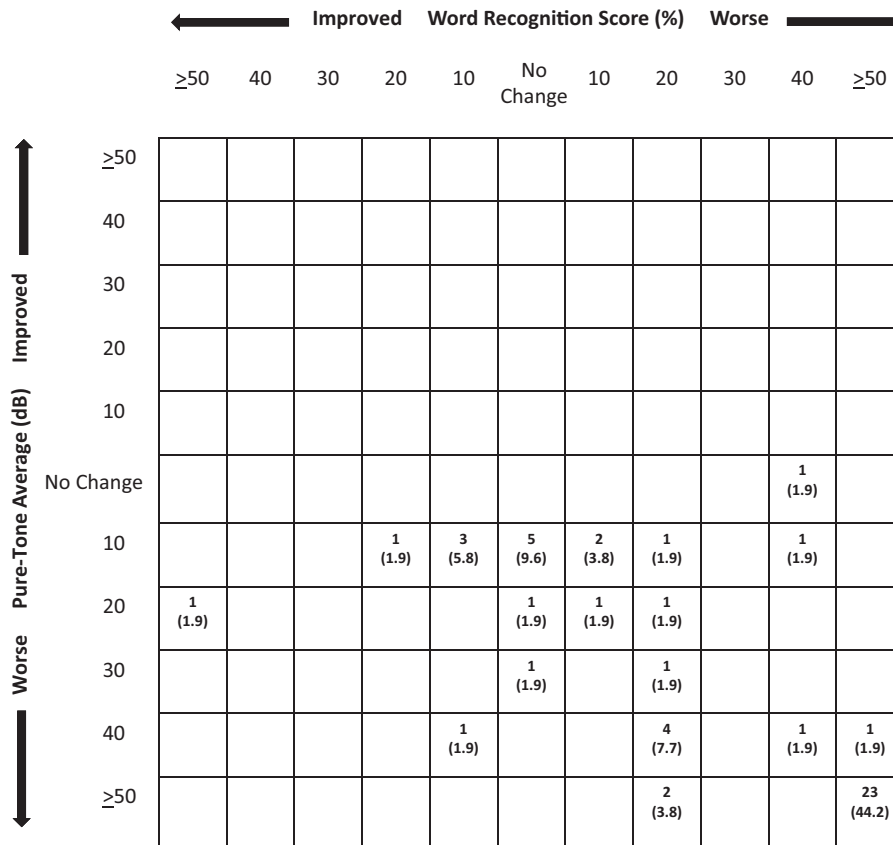 Improved Word Recognition Score (%) Worse
≥50 40 30 20 10 No Change 10 20 30 40 ≥50
Improved
Pure-Tone Average (dB)
Worse
≥50
40
30
20
10
No Change
1
(1.9)
10
1 3 5 2 1 1
(1.9) (5.8) (9.6) (3.8) (1.9) (1.9)
20
1 1 1 1
(1.9) (1.9) (1.9) (1.9)
30
1 1
(1.9) (1.9)
40
1 4 1 1
(1.9) (7.7) (1.9) (1.9)
≥50
2 23
(3.8) (44.2)